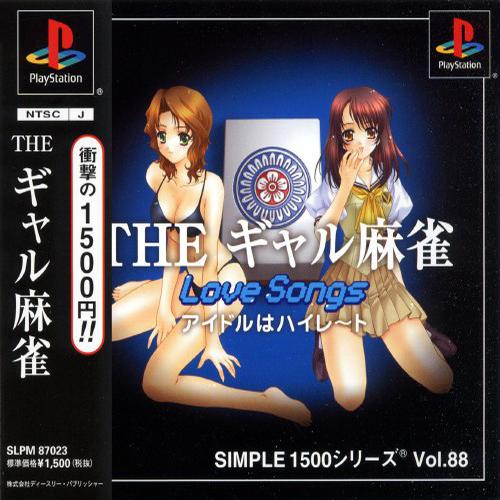 PlayStation
®
NTSC J
THE ギャル麻雀
衝撃の1500円!!
SLPM 87023
標準価格¥1,500(税抜)
株式会社ディースリー・パブリッシャー
PlayStation
®
THE ギャル麻雀
Love Songs
アイドルはハイレ〜ト
SIMPLE 1500シリーズ® Vol.88